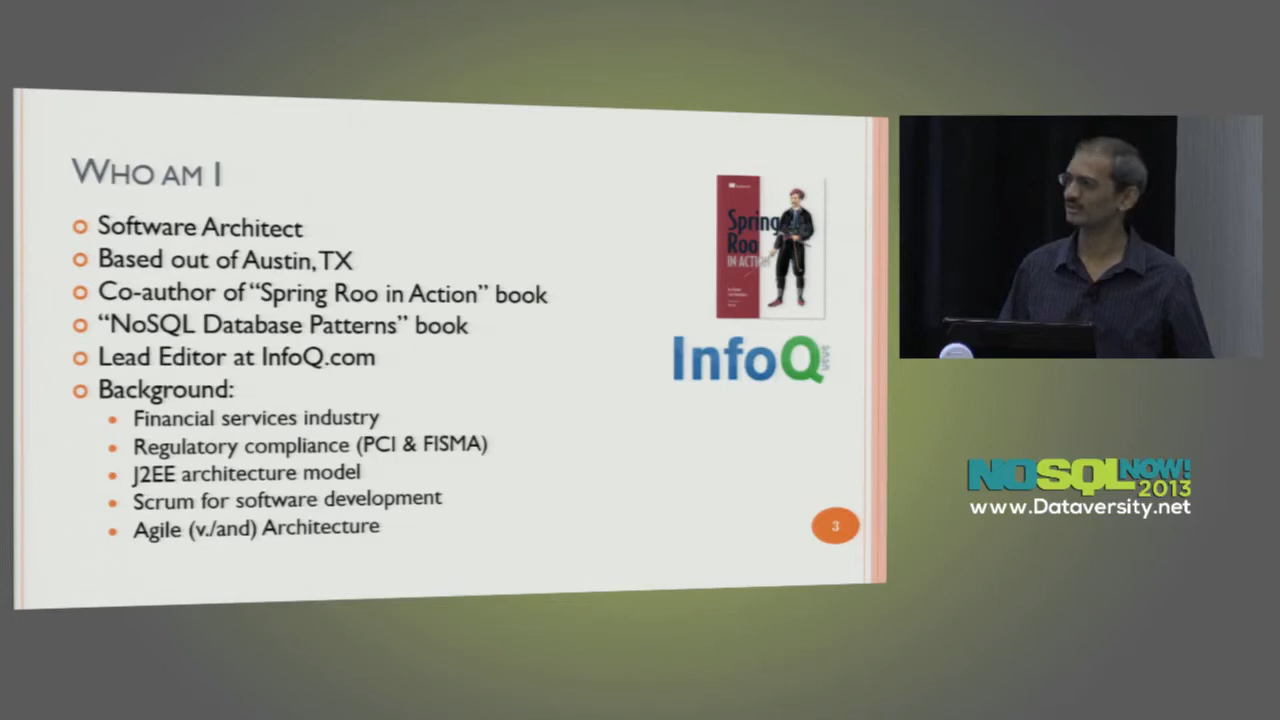 WHO AM I
Software Architect
Based out of Austin, TX
Co-author of "Spring Roo in Action" book
"NoSQL Database Patterns" book
Lead Editor at InfoQ.com
Background:
Financial services industry
Regulatory compliance (PCI & FISMA)
J2EE architecture model
Scrum for software development
Agile (v./and) Architecture
Spring
Roo
IN ACTION
InfoQ
3
NOSQL NOW!
2013
www.Dataversity.net